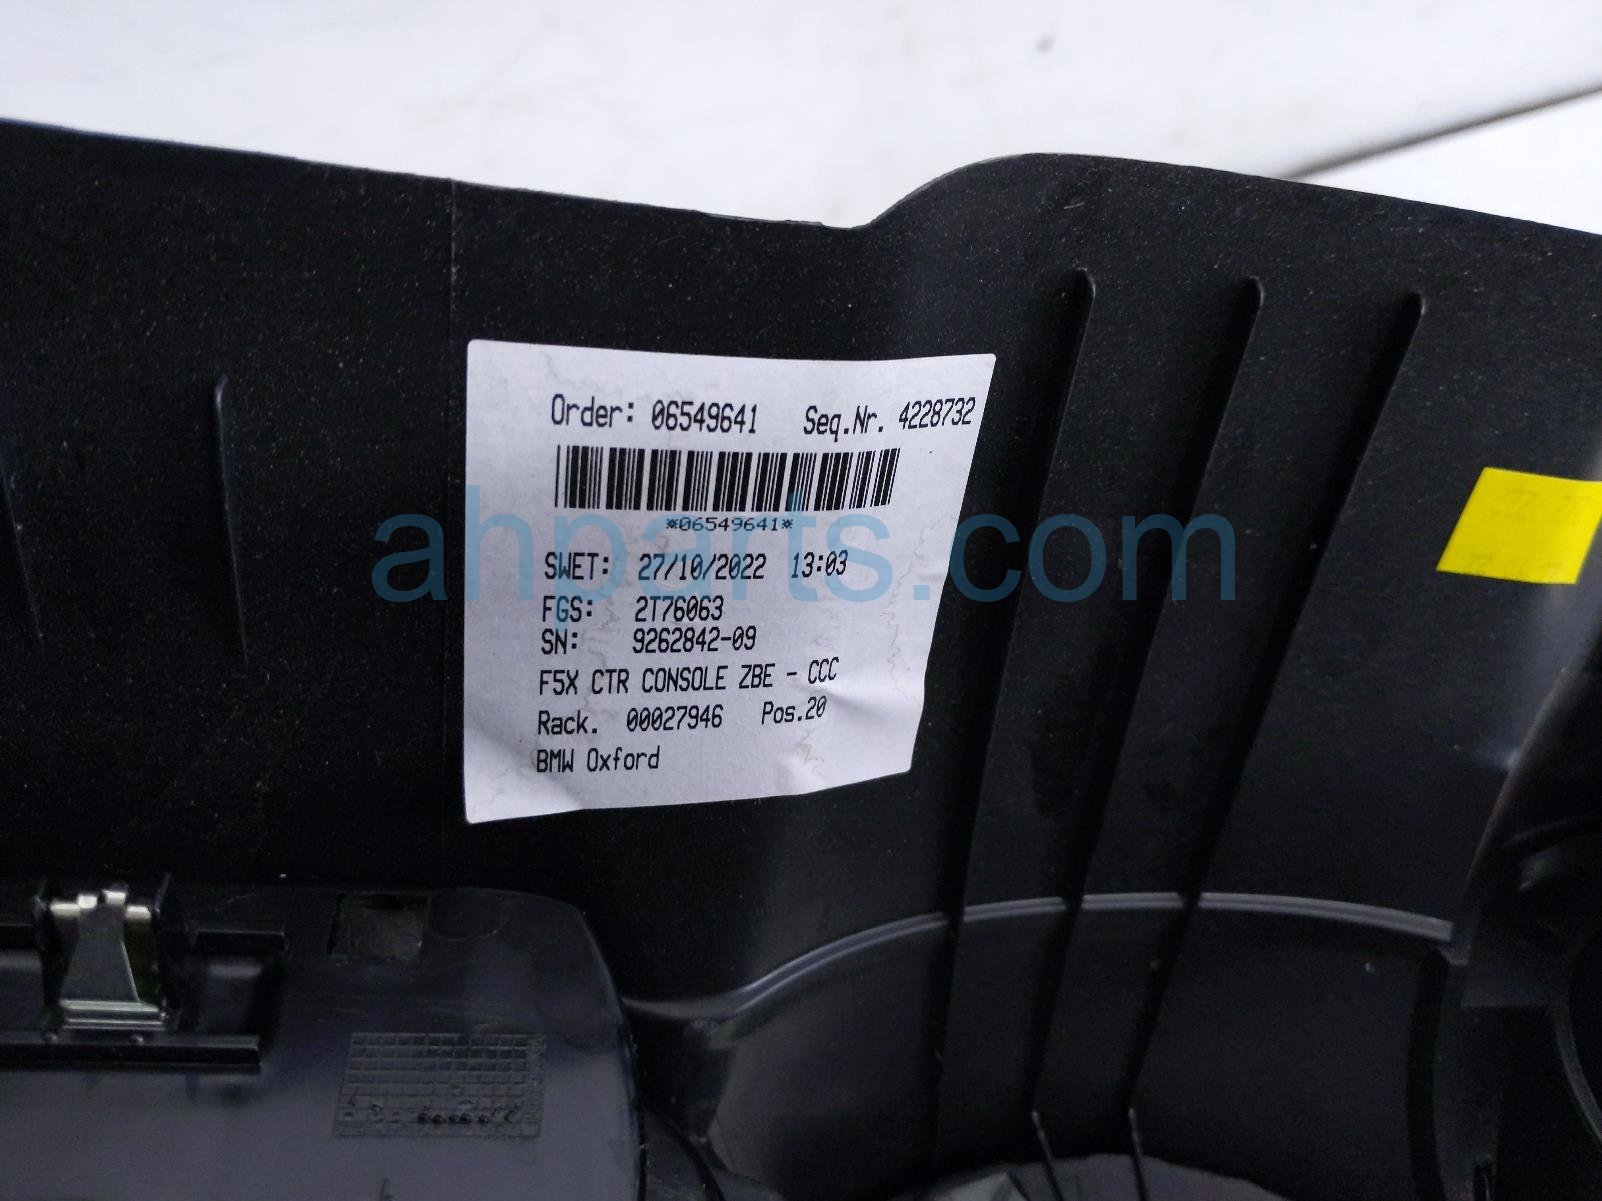 Order: 06549641 Seq.Nr. 4228732
*06549641*
SWET: 27/10/2022 13:03
FGS: 2T76063
SN: 9262842-09
F5X CTR CONSOLE ZBE - CCC
Rack. 00027946 Pos.20
BMW Oxford
ahparts.com